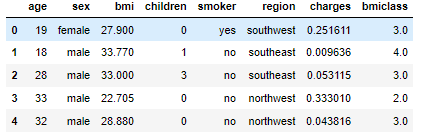 age sex bmi children smoker region charges bmiclass
0 19 female 27.900 0 yes southwest 0.251611 3.0
1 18 male 33.770 1 no southeast 0.009636 4.0
2 28 male 33.000 3 no southeast 0.053115 3.0
3 33 male 22.705 0 no northwest 0.333010 2.0
4 32 male 28.880 0 no northwest 0.043816 3.0